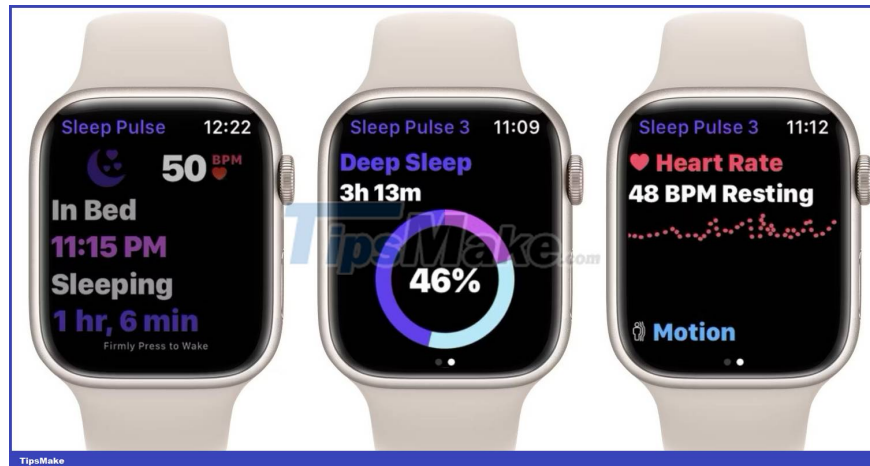 Sleep Pulse 12:22
50 BPM
In Bed
11:15 PM
Sleeping
1 hr, 6 min
Firmly Press to Wake
Sleep Pulse 3 11:09
Deep Sleep
3h 13m
46%
Sleep Pulse 3 11:12
Heart Rate
48 BPM Resting
Motion
TipsMake.com
TipsMake